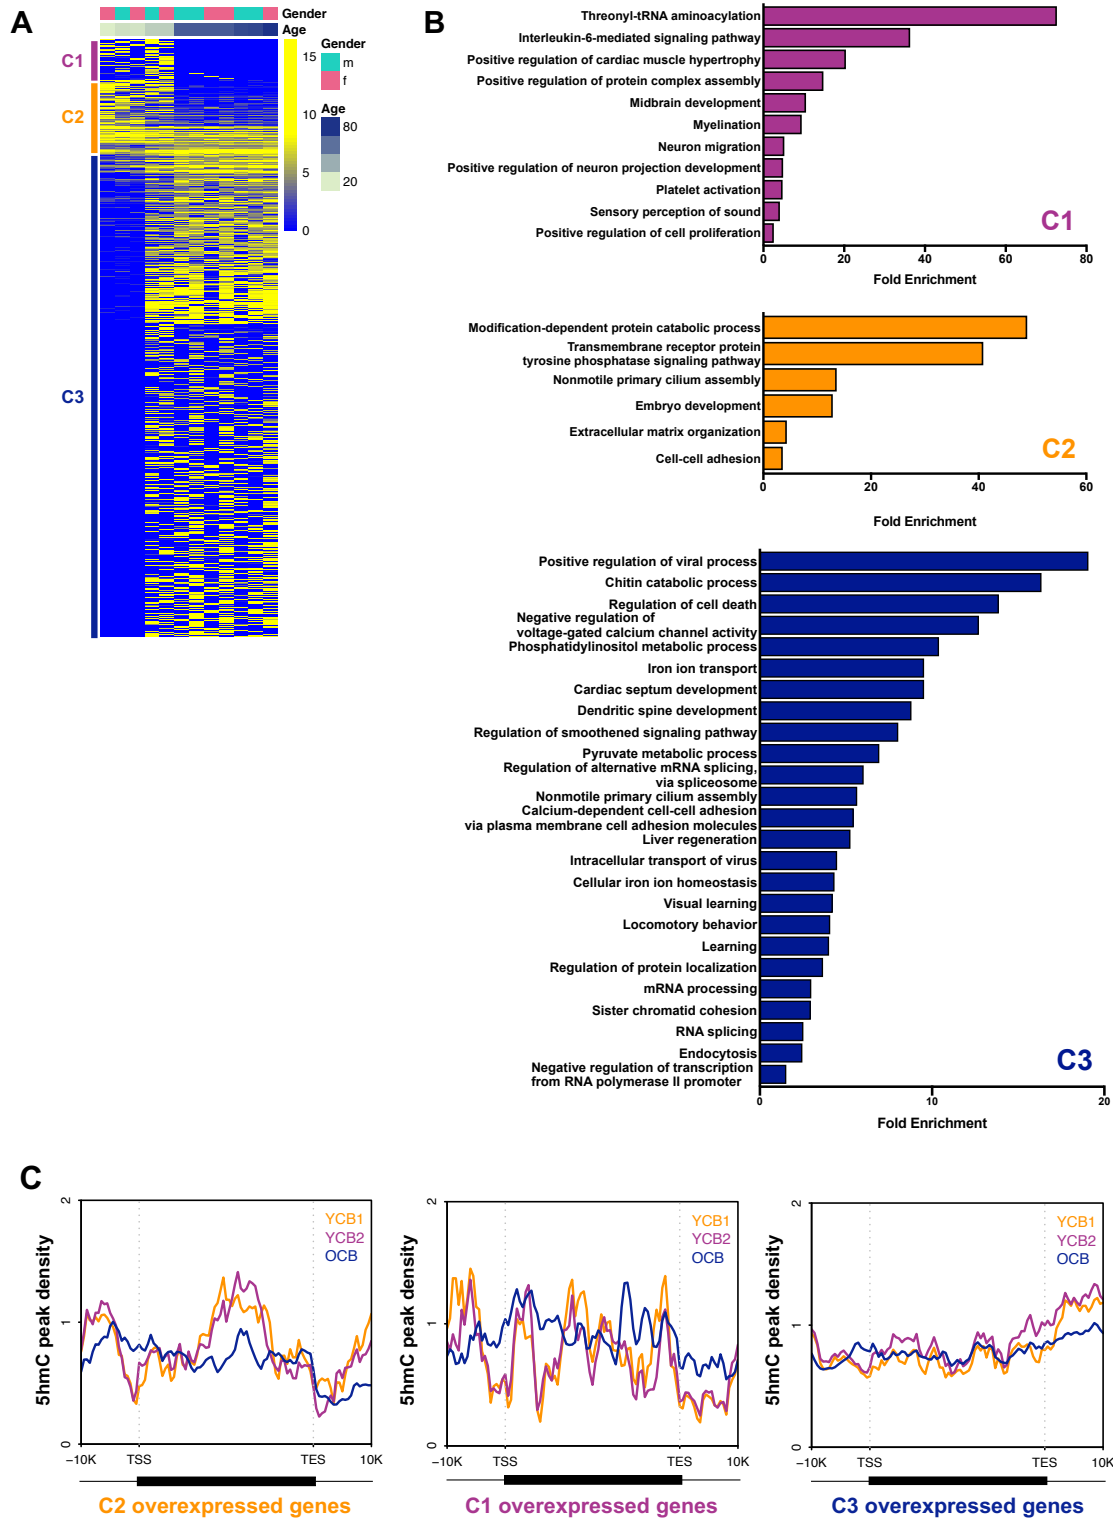 A
Gender
Age
C1
C2
C3
15
10
5
0
Gender
m
f
Age
80
20
B
Threonyl-tRNA aminoacylation
Interleukin-6-mediated signaling pathway
Positive regulation of cardiac muscle hypertrophy
Positive regulation of protein complex assembly
Midbrain development
Myelination
Neuron migration
Positive regulation of neuron projection development
Platelet activation
Sensory perception of sound
Positive regulation of cell proliferation
C1
0 20 40 60 80
Fold Enrichment
Modification-dependent protein catabolic process
Transmembrane receptor protein
tyrosine phosphatase signaling pathway
Nonmotile primary cilium assembly
Embryo development
Extracellular matrix organization
Cell-cell adhesion
C2
0 20 40 60
Fold Enrichment
Positive regulation of viral process
Chitin catabolic process
Regulation of cell death
Negative regulation of
voltage-gated calcium channel activity
Phosphatidylinositol metabolic process
Iron ion transport
Cardiac septum development
Dendritic spine development
Regulation of smoothened signaling pathway
Pyruvate metabolic process
Regulation of alternative mRNA splicing,
via spliceosome
Nonmotile primary cilium assembly
Calcium-dependent cell-cell adhesion
via plasma membrane cell adhesion molecules
Liver regeneration
Intracellular transport of virus
Cellular iron ion homeostasis
Visual learning
Locomotory behavior
Learning
Regulation of protein localization
mRNA processing
Sister chromatid cohesion
RNA splicing
Endocytosis
Negative regulation of transcription
from RNA polymerase II promoter
C3
0 10 20
Fold Enrichment
C
5hmC peak density
2
1
0
YCB1
YCB2
OCB
−10K TSS TES 10K
C2 overexpressed genes
5hmC peak density
2
1
0
YCB1
YCB2
OCB
−10K TSS TES 10K
C1 overexpressed genes
5hmC peak density
2
1
0
YCB1
YCB2
OCB
−10K TSS TES 10K
C3 overexpressed genes